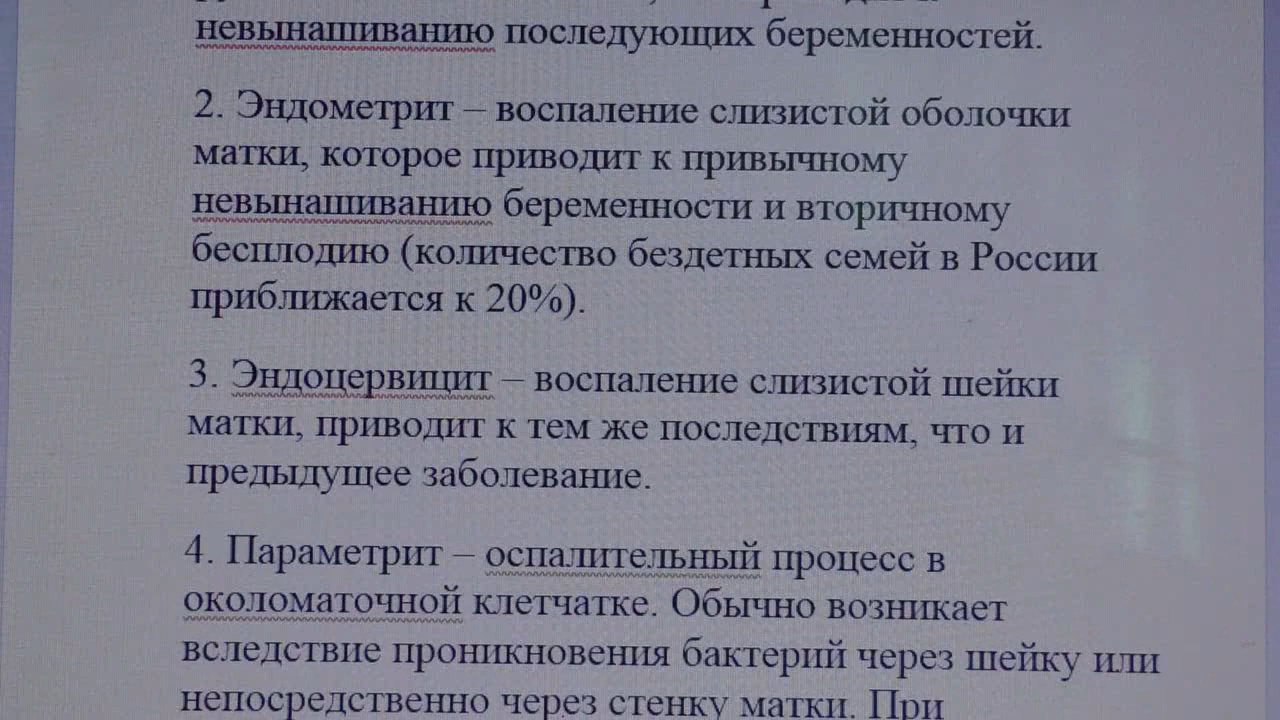 невынашиванию последующих беременностей.
2. Эндометрит – воспаление слизистой оболочки
матки, которое приводит к привычному
невынашиванию беременности и вторичному
бесплодию (количество бездетных семей в России
приближается к 20%).
3. Эндоцервицит – воспаление слизистой шейки
матки, приводит к тем же последствиям, что и
предыдущее заболевание.
4. Параметрит – оспалительный процесс в
околоматочной клетчатке. Обычно возникает
вследствие проникновения бактерий через шейку или
непосредственно через стенку матки. При